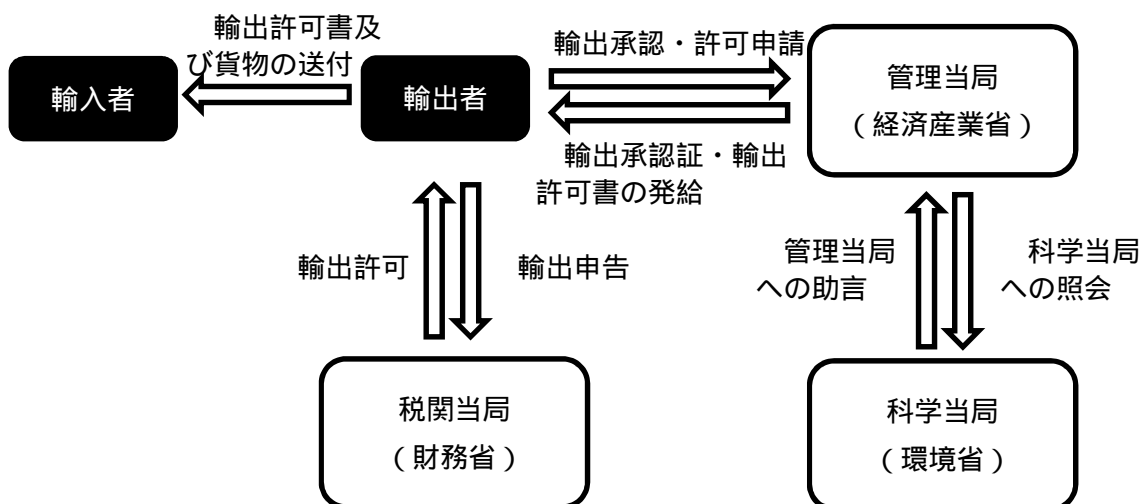 輸出許可書及
び貨物の送付
輸出承認・許可申請
輸入者
輸出者
管理当局
（経済産業省）
輸出承認証・輸出
許可書の発給
輸出許可
輸出申告
管理当局
への助言
科学当局
への照会
税関当局
（財務省）
科学当局
（環境省）